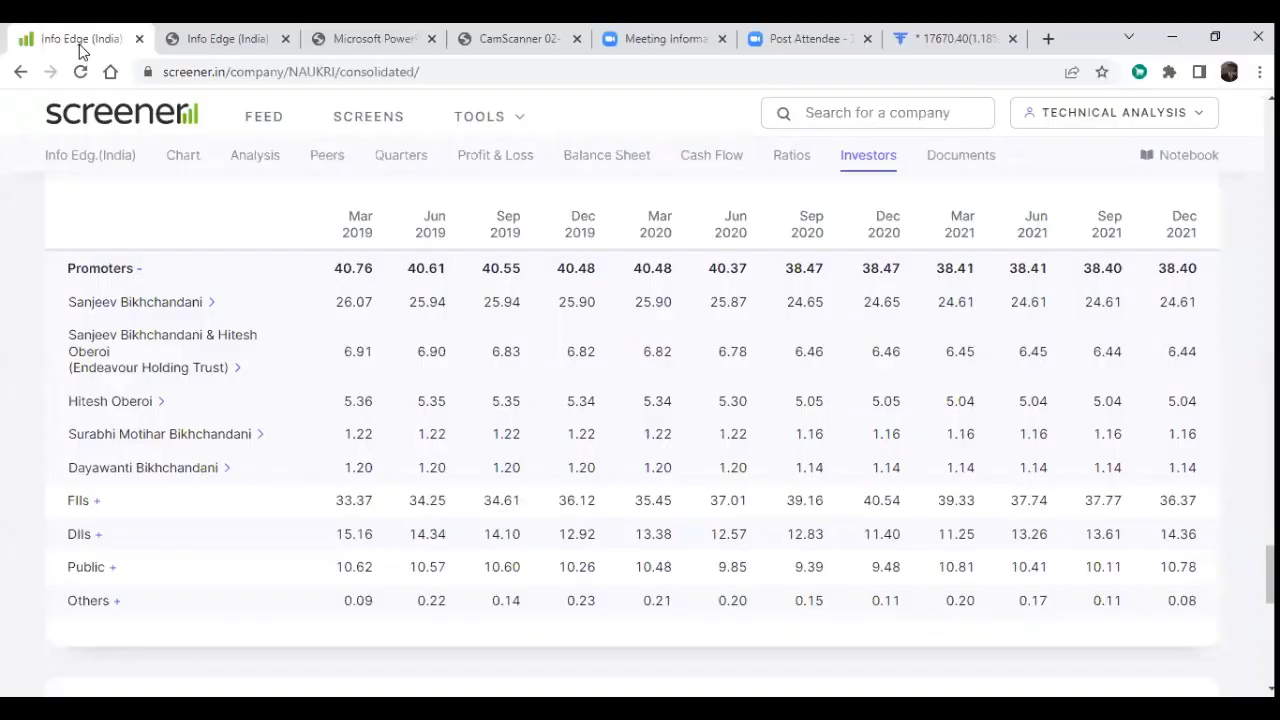 Info Edge (India)
Info Edge (India)
Microsoft Power
CamScanner 02-
Meeting Informa
Post Attendee -
* 17670.40(1.18%
screener.in/company/NAUKRI/consolidated/
screener
FEED
SCREENS
TOOLS
Search for a company
TECHNICAL ANALYSIS
Info Edg.(India)
Chart
Analysis
Peers
Quarters
Profit & Loss
Balance Sheet
Cash Flow
Ratios
Investors
Documents
Notebook
Mar 2019 Jun 2019 Sep 2019 Dec 2019 Mar 2020 Jun 2020 Sep 2020 Dec 2020 Mar 2021 Jun 2021 Sep 2021 Dec 2021
Promoters - 40.76 40.61 40.55 40.48 40.48 40.37 38.47 38.47 38.41 38.41 38.40 38.40
Sanjeev Bikhchandani > 26.07 25.94 25.94 25.90 25.90 25.87 24.65 24.65 24.61 24.61 24.61 24.61
Sanjeev Bikhchandani & Hitesh
Oberoi
(Endeavour Holding Trust) > 6.91 6.90 6.83 6.82 6.82 6.78 6.46 6.46 6.45 6.45 6.44 6.44
Hitesh Oberoi > 5.36 5.35 5.35 5.34 5.34 5.30 5.05 5.05 5.04 5.04 5.04 5.04
Surabhi Motihar Bikhchandani > 1.22 1.22 1.22 1.22 1.22 1.22 1.16 1.16 1.16 1.16 1.16 1.16
Dayawanti Bikhchandani > 1.20 1.20 1.20 1.20 1.20 1.20 1.14 1.14 1.14 1.14 1.14 1.14
FIIs + 33.37 34.25 34.61 36.12 35.45 37.01 39.16 40.54 39.33 37.74 37.77 36.37
DIIs + 15.16 14.34 14.10 12.92 13.38 12.57 12.83 11.40 11.25 13.26 13.61 14.36
Public + 10.62 10.57 10.60 10.26 10.48 9.85 9.39 9.48 10.81 10.41 10.11 10.78
Others + 0.09 0.22 0.14 0.23 0.21 0.20 0.15 0.11 0.20 0.17 0.11 0.08